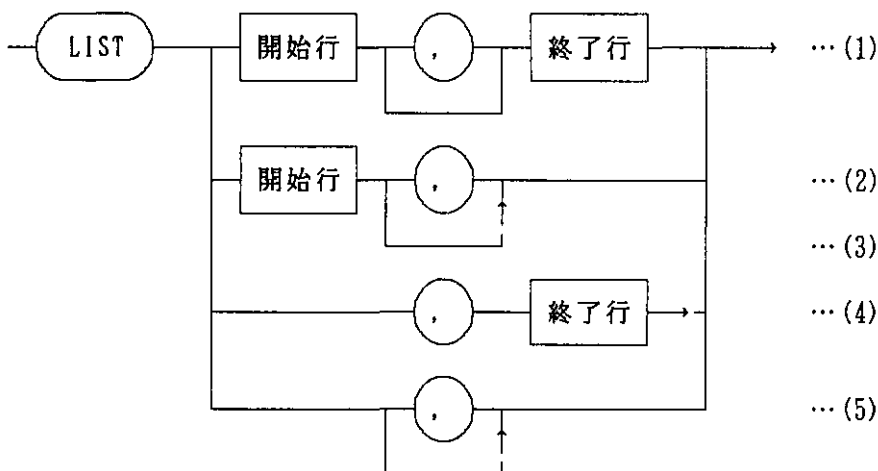 LIST 開始行 , 終了行 …(1)
開始行 , …(2)
…(3)
, 終了行 …(4)
, …(5)